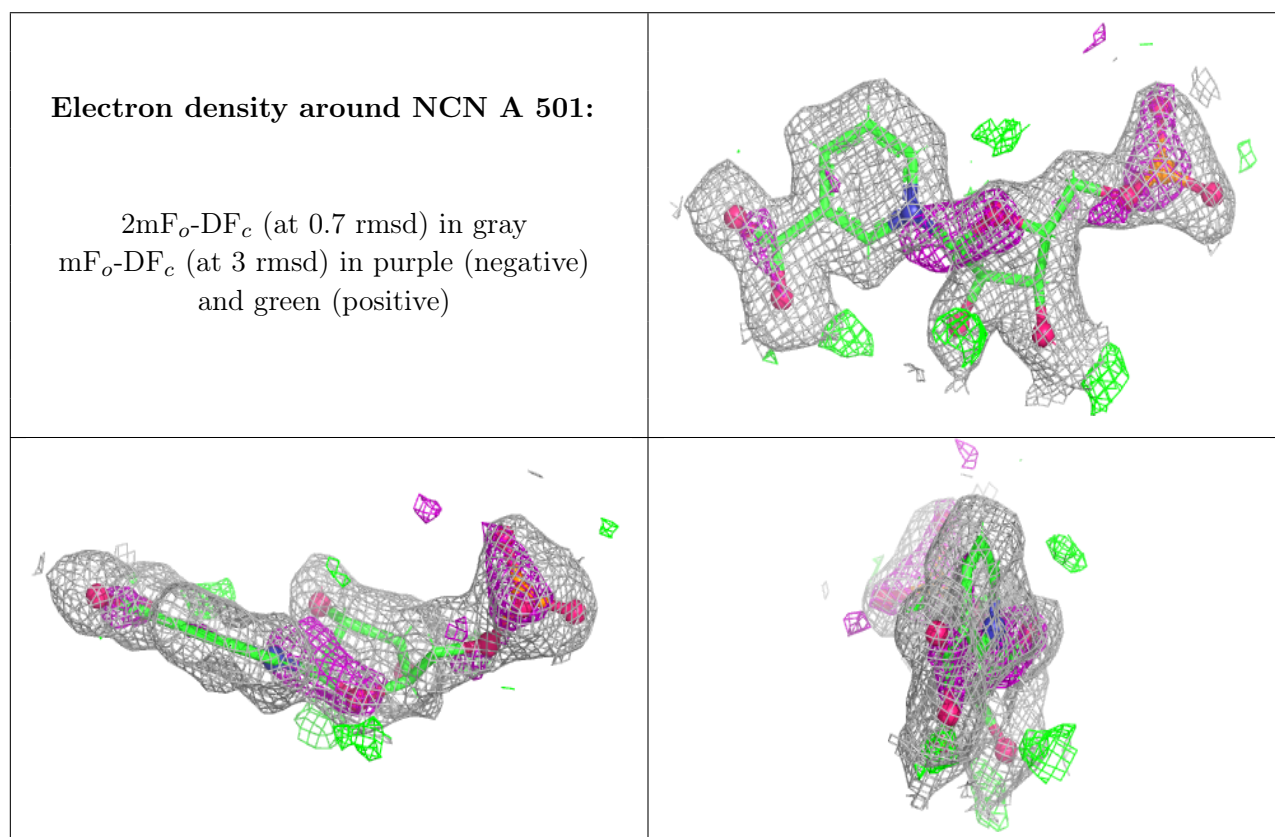 Electron density around NCN A 501:
2mFo-DFc (at 0.7 rmsd) in gray
mFo-DFc (at 3 rmsd) in purple (negative)
and green (positive)